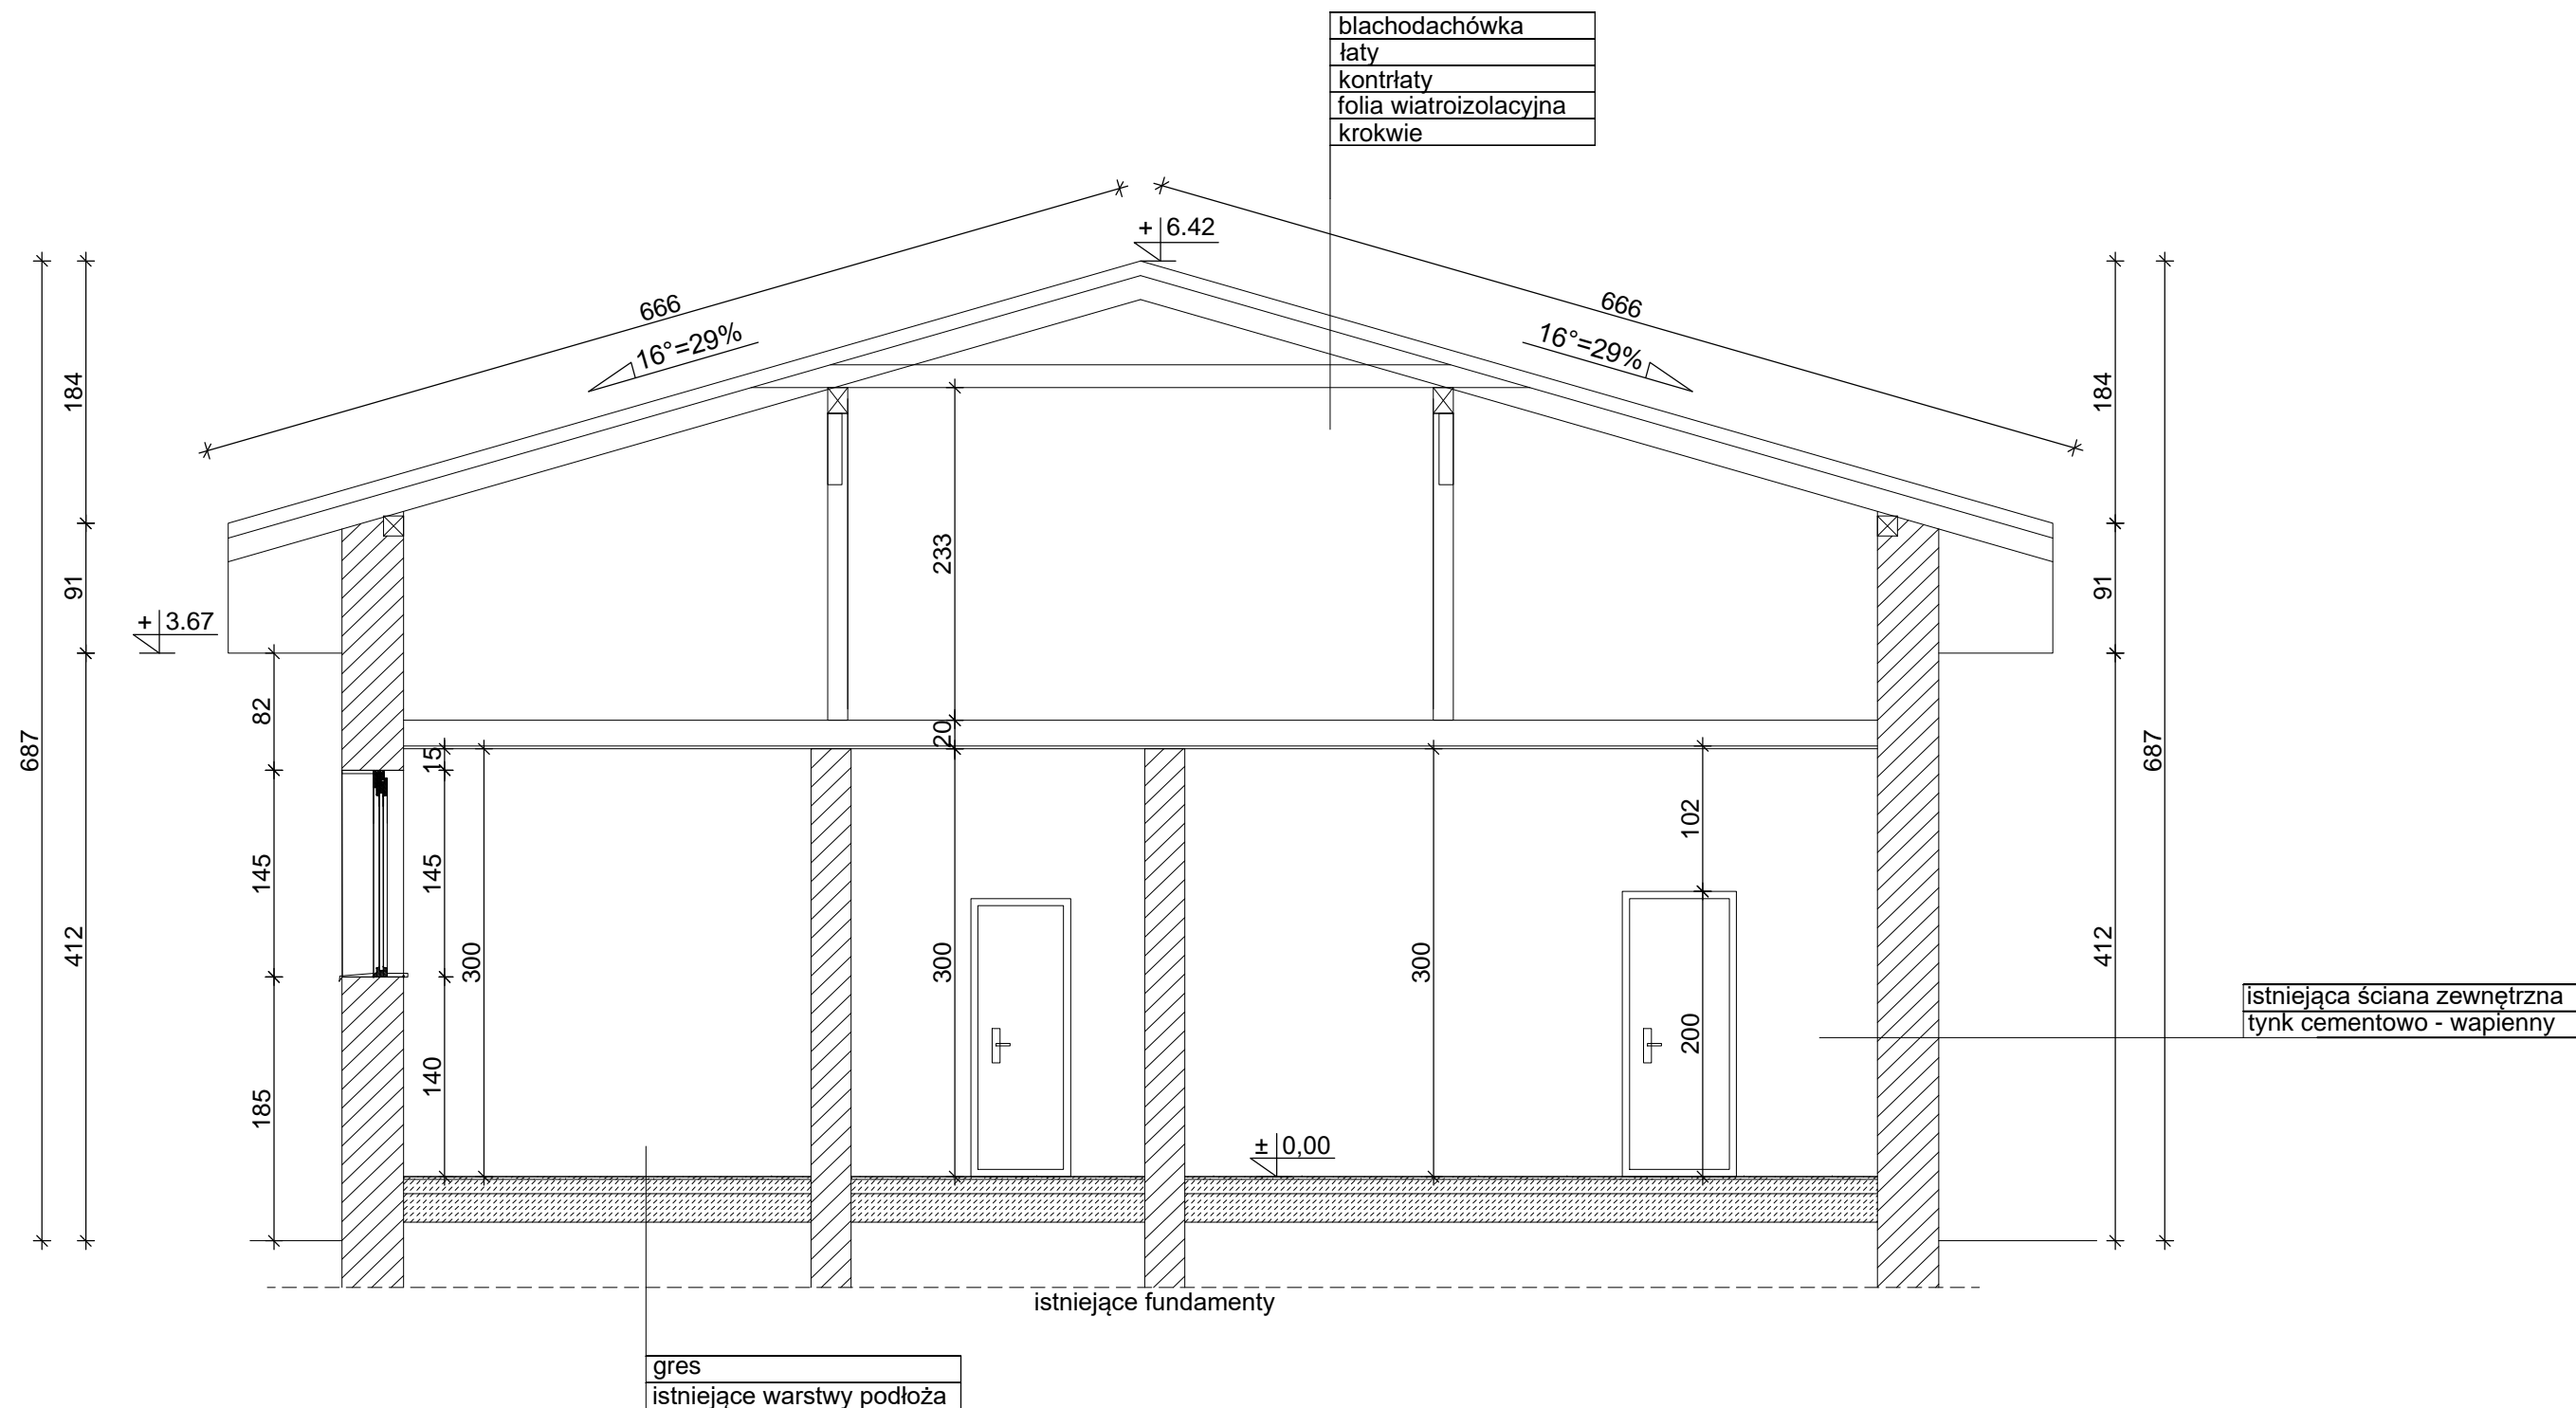 blachodachówka
łaty
kontrłaty
folia wiatroizolacyjna
krokwie
+ 6.42
666
666
16°=29%
16°=29%
184
184
233
91
91
+ 3.67
82
20
15
687
687
102
145
145
412
300
300
300
412
200
istniejąca ściana zewnętrzna
tynk cementowo - wapienny
140
185
± 0,00
istniejące fundamenty
gres
istniejące warstwy podłoża